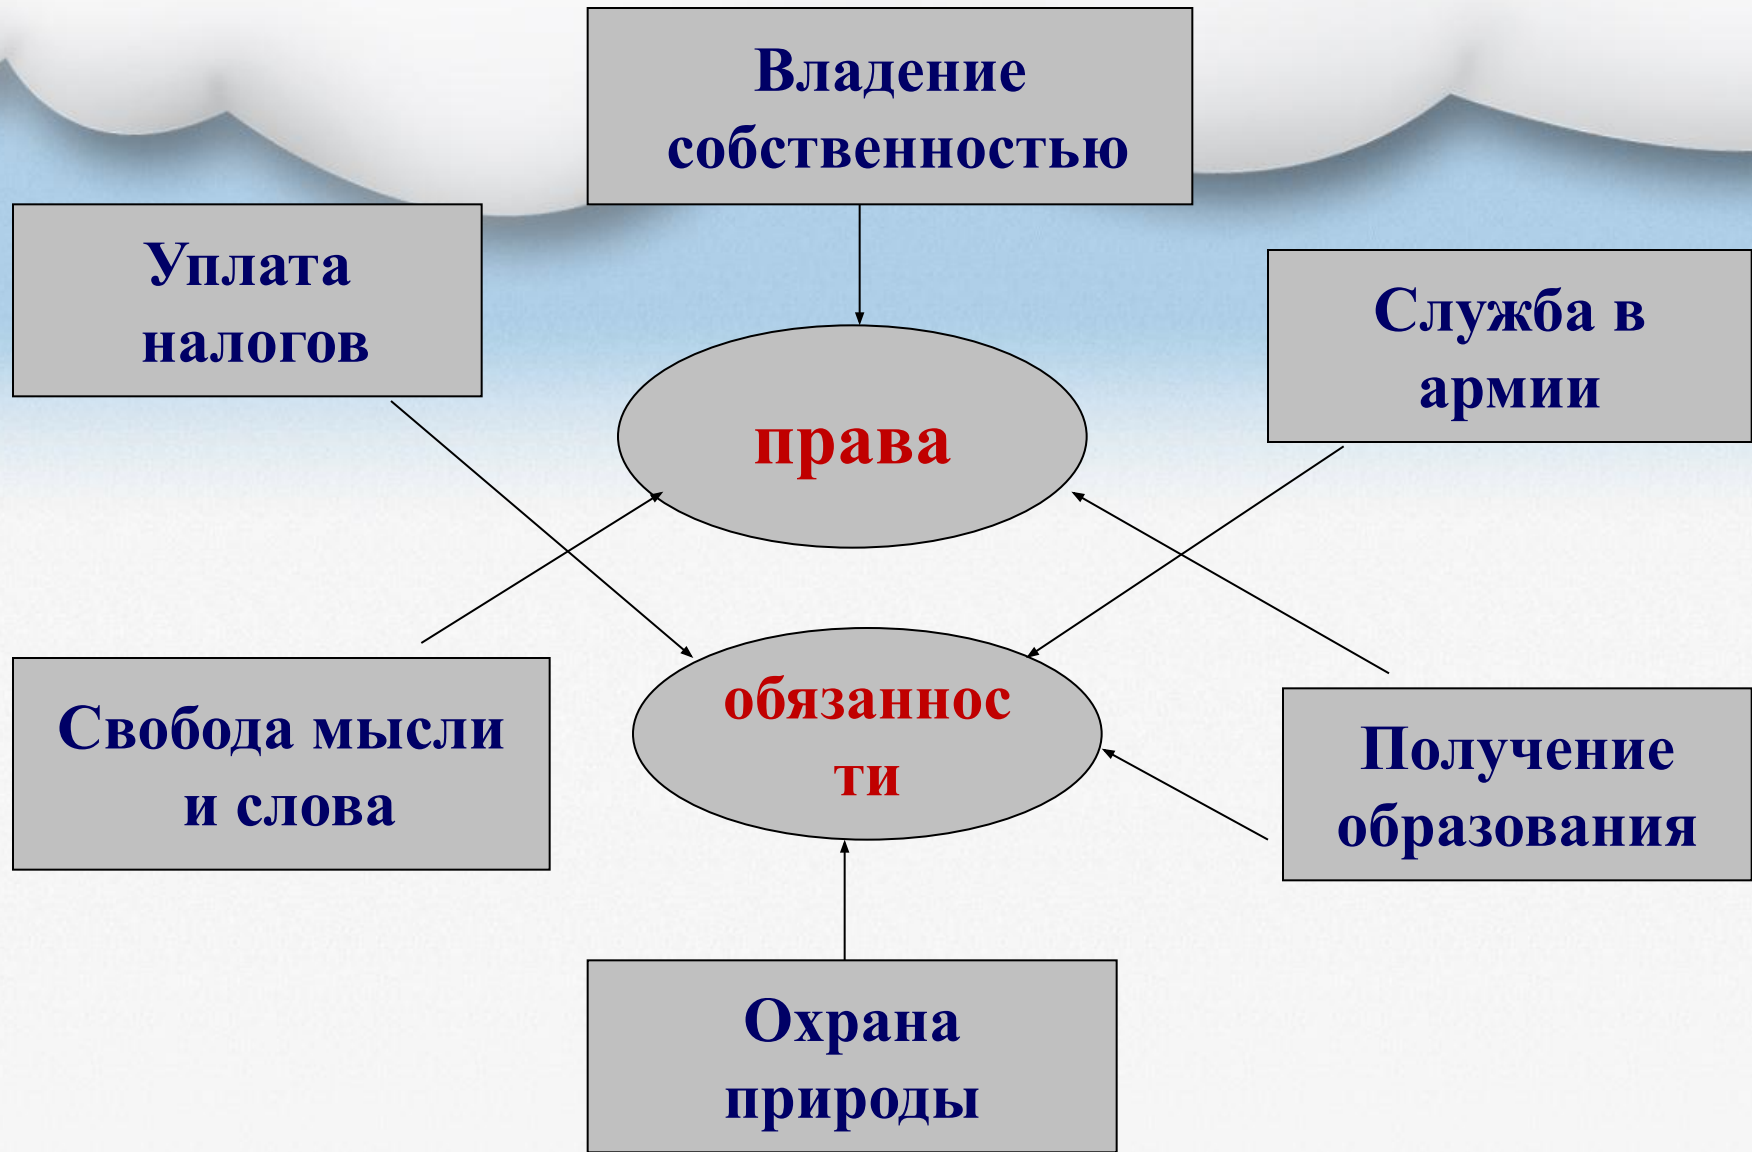 Владение
собственностью
Уплата
налогов
Служба в
армии
права
Свобода мысли
и слова
обязаннос
ти
Получение
образования
Охрана
природы